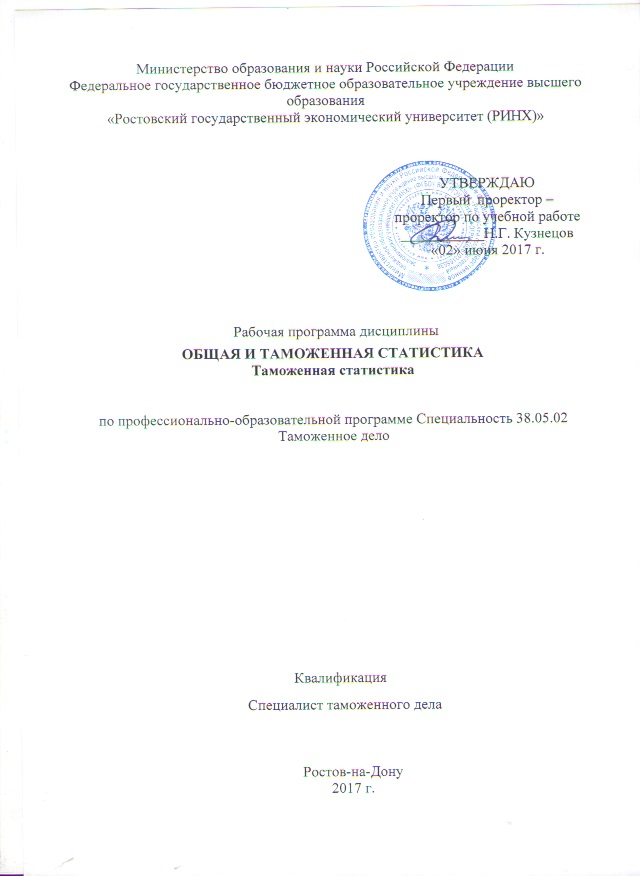 Министерство образования и науки Российской Федерации
Федеральное государственное бюджетное образовательное учреждение высшего
образования
«Ростовский государственный экономический университет (РИНХ)»
УТВЕРЖДАЮ
Первый проректор –
проректор по учебной работе
Н.Г. Кузнецов
«02» июня 2017 г.
Рабочая программа дисциплины
ОБЩАЯ И ТАМОЖЕННАЯ СТАТИСТИКА
Таможенная статистика
по профессионально-образовательной программе Специальность 38.05.02
Таможенное дело
Квалификация
Специалист таможенного дела
Ростов-на-Дону
2017 г.